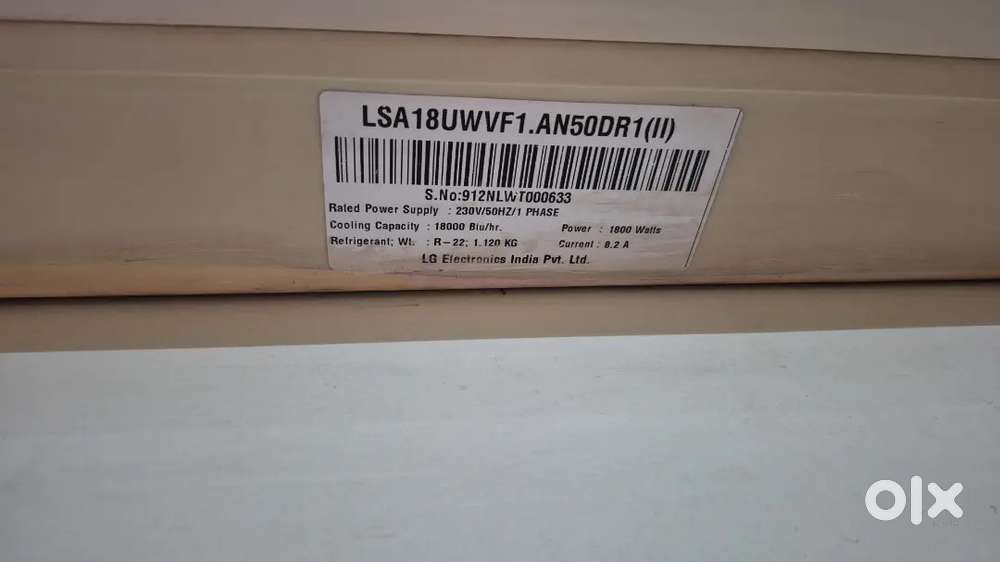 LSA18UWVF1.AN50DR1(II)
S.No:912NLWT000633
Rated Power Supply : 230V/50HZ/1 PHASE
Cooling Capacity : 18000 Btu/hr. Power : 1800 Watts
Refrigerant; Wt. : R-22; 1.120 KG Current : 8.2 A
LG Electronics India Pvt. Ltd.
olx